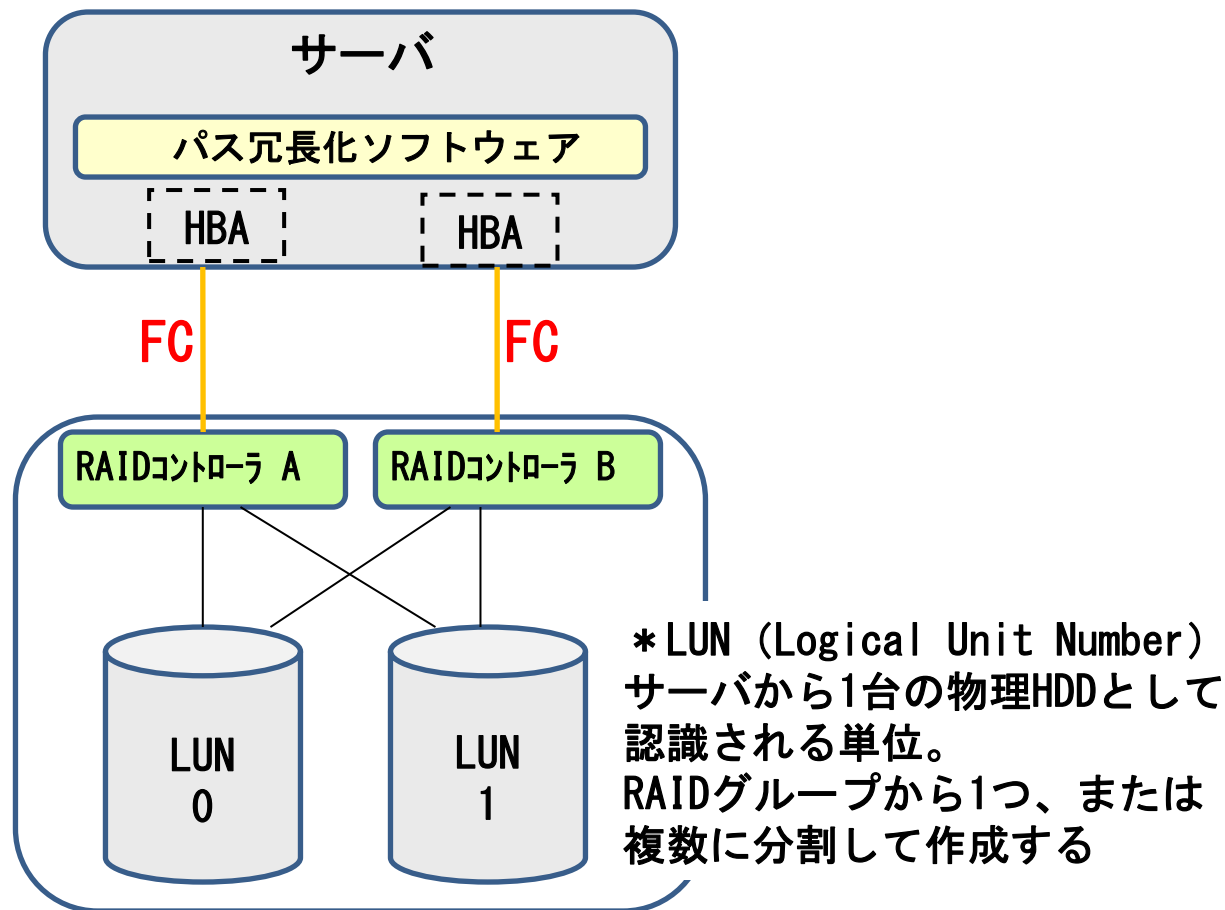 サーバ
パス冗長化ソフトウェア
HBA
HBA
FC
FC
RAIDコントローラ A
RAIDコントローラ B
LUN
0
LUN
1
*LUN (Logical Unit Number)
サーバから1台の物理HDDとして
認識される単位。
RAIDグループから1つ、または
複数に分割して作成する